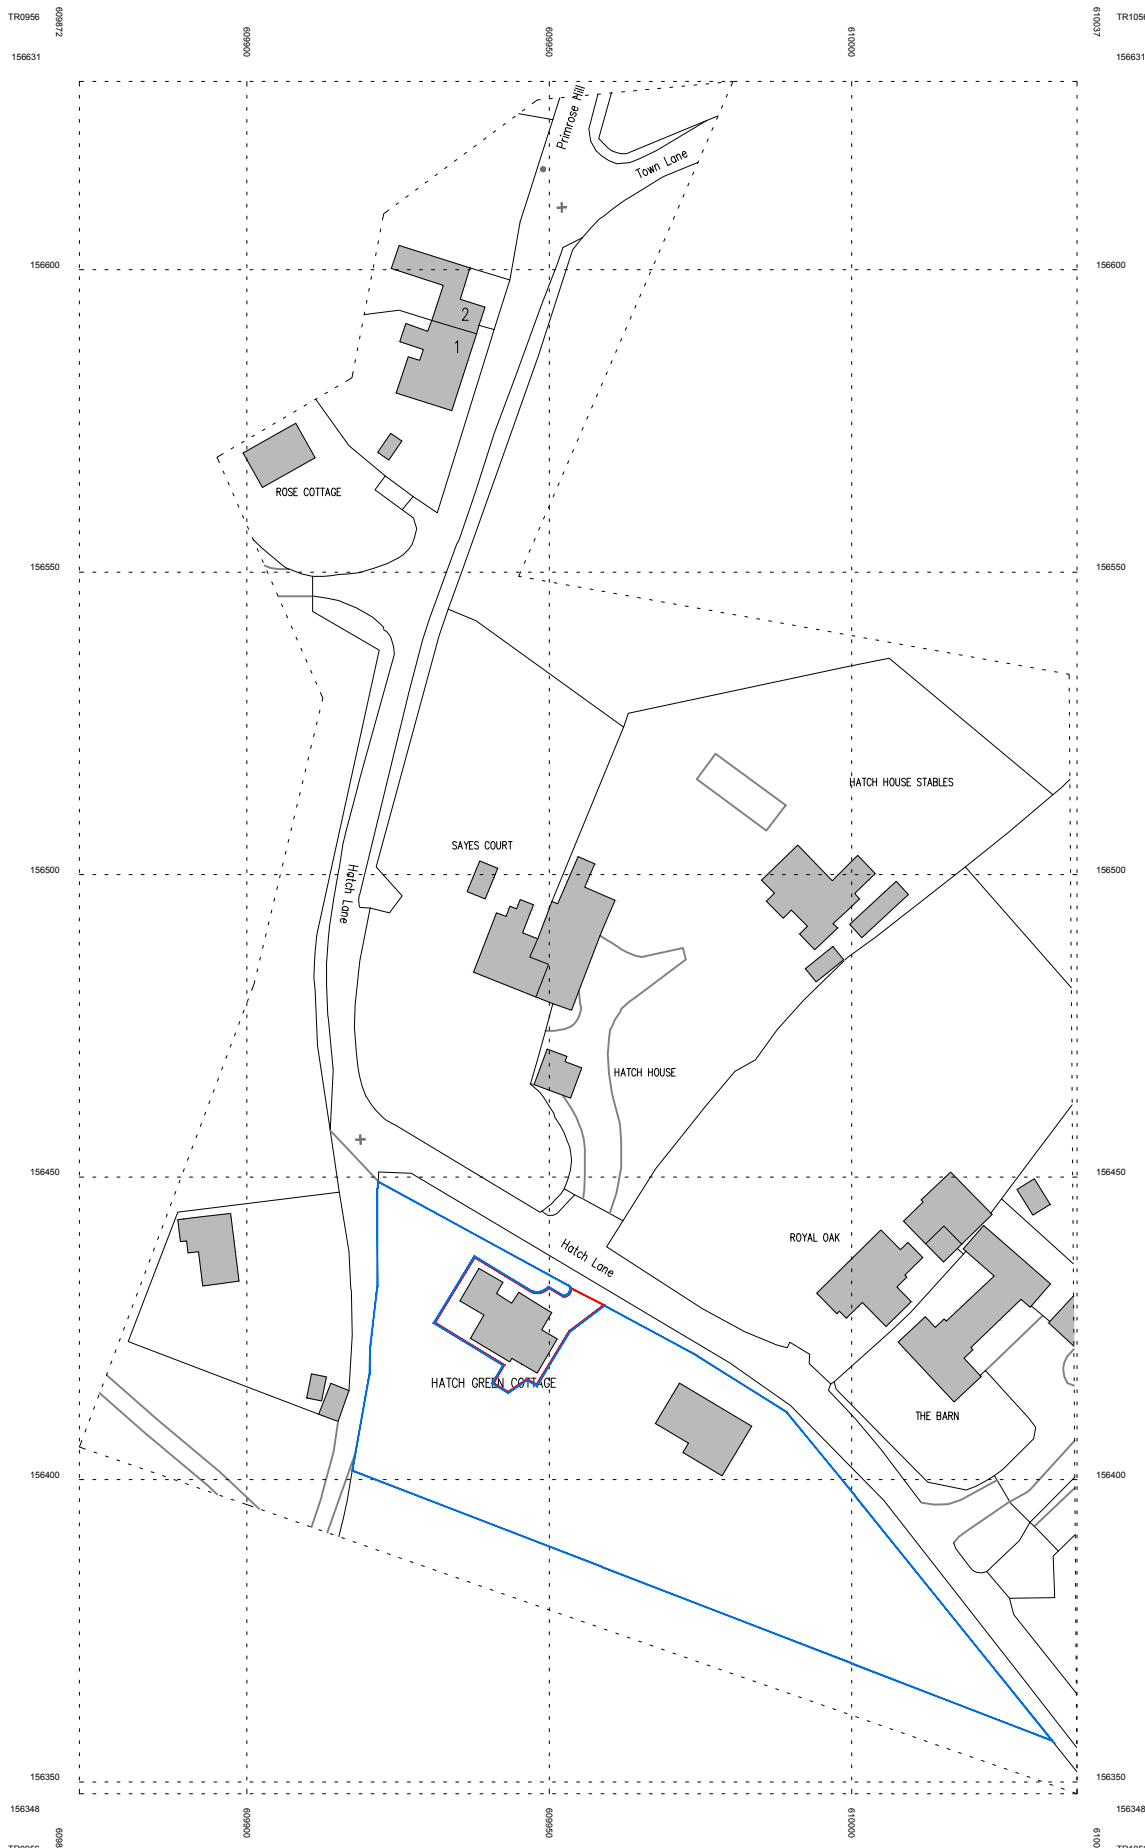 TR0956
609872
609900
609950
610000
610037
156631
156631
Primrose Hill
Town Lane
156600
156600
2
1
ROSE COTTAGE
156550
156550
HATCH HOUSE STABLES
SAYES COURT
156500
156500
Hatch Lane
HATCH HOUSE
156450
156450
ROYAL OAK
Hatch Lane
HATCH GREEN COTTAGE
THE BARN
156400
156400
156350
156350
156348
156348
609950
610000